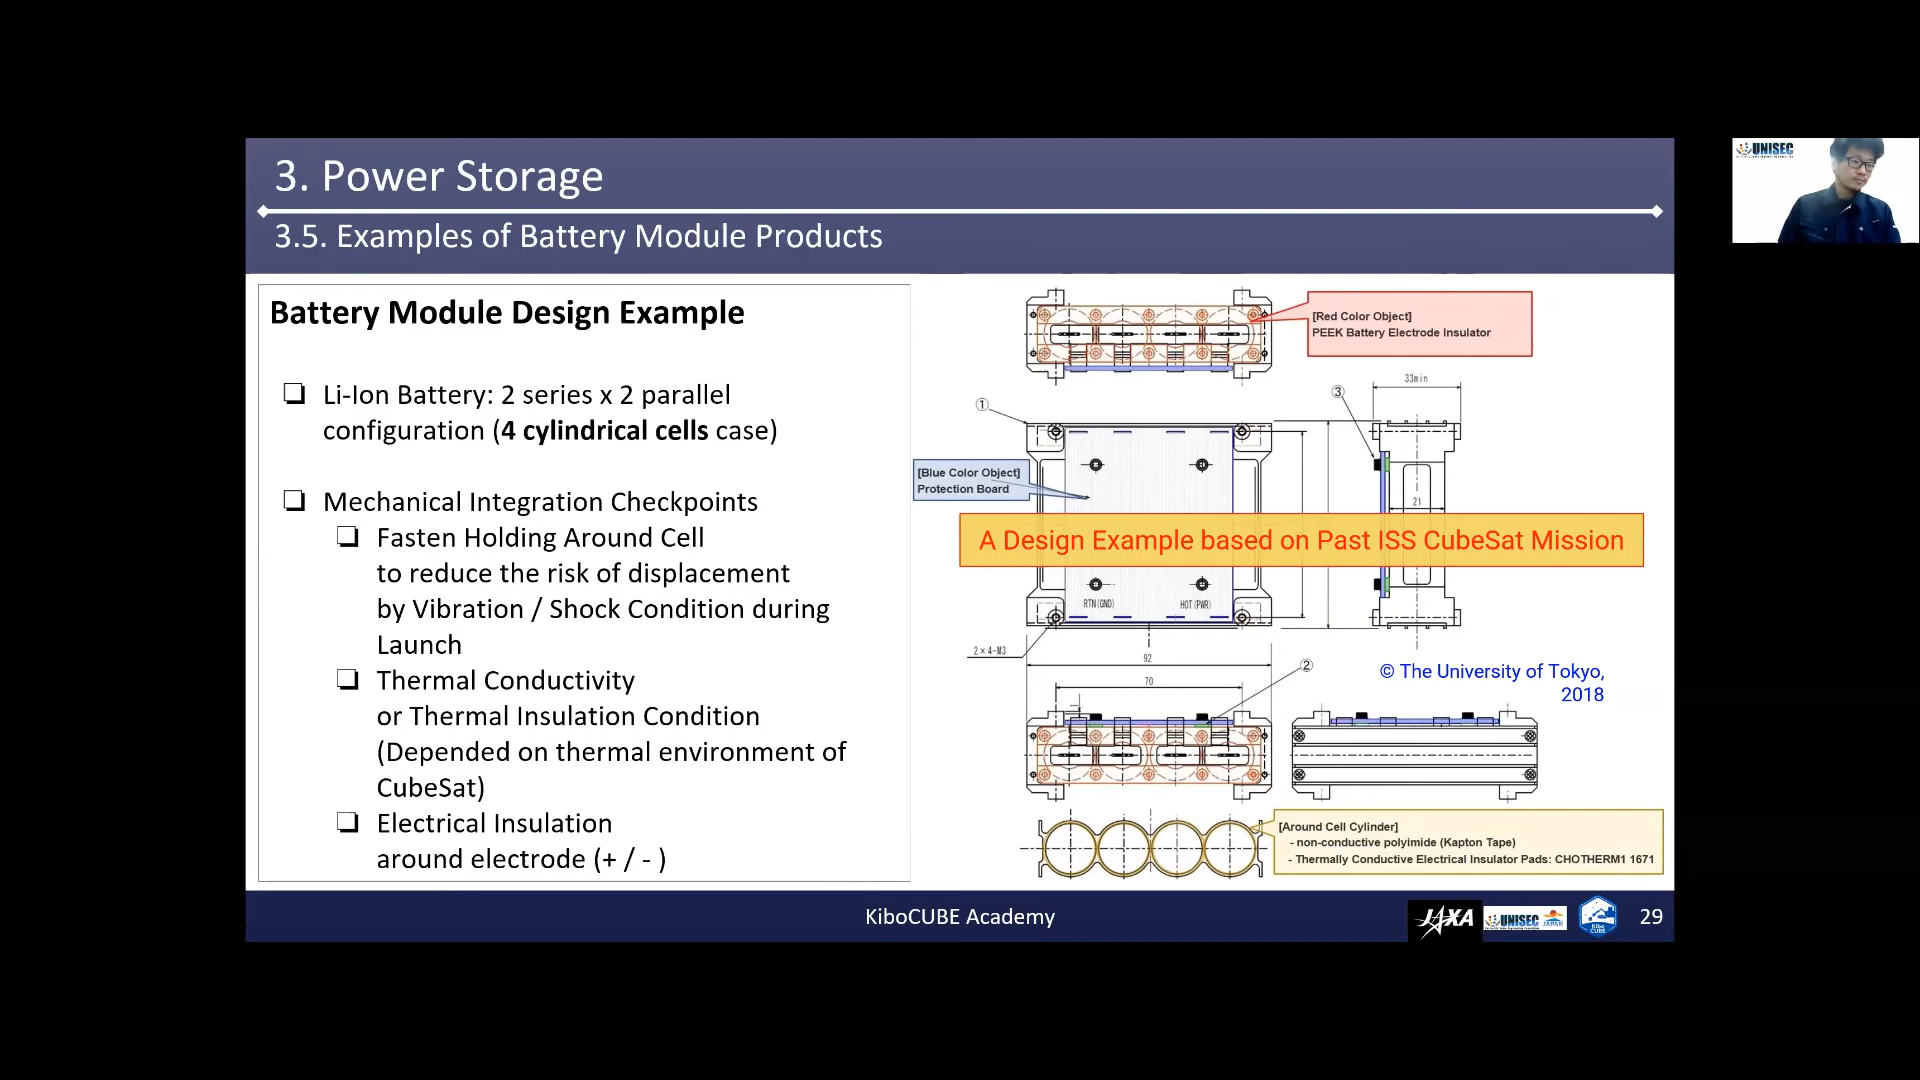 3. Power Storage
3.5. Examples of Battery Module Products
Battery Module Design Example
❏ Li-Ion Battery: 2 series x 2 parallel
configuration (4 cylindrical cells case)
❏ Mechanical Integration Checkpoints
❏ Fasten Holding Around Cell
to reduce the risk of displacement
by Vibration / Shock Condition during
Launch
❏ Thermal Conductivity
or Thermal Insulation Condition
(Depended on thermal environment of
CubeSat)
❏ Electrical Insulation
around electrode (+ / - )
[Red Color Object]
PEEK Battery Electrode Insulator
33min
①
③
[Blue Color Object]
Protection Board
21
A Design Example based on Past ISS CubeSat Mission
RTN(GND)
HOT(PWR)
2×4-M3
92
②
70
© The University of Tokyo,
2018
[Around Cell Cylinder]
- non-conductive polyimide (Kapton Tape)
- Thermally Conductive Electrical Insulator Pads: CHOTHERM1 1671
KiboCUBE Academy
JAXA
UNISEC
JAPAN
Kibo
CUBE
29
UNISEC